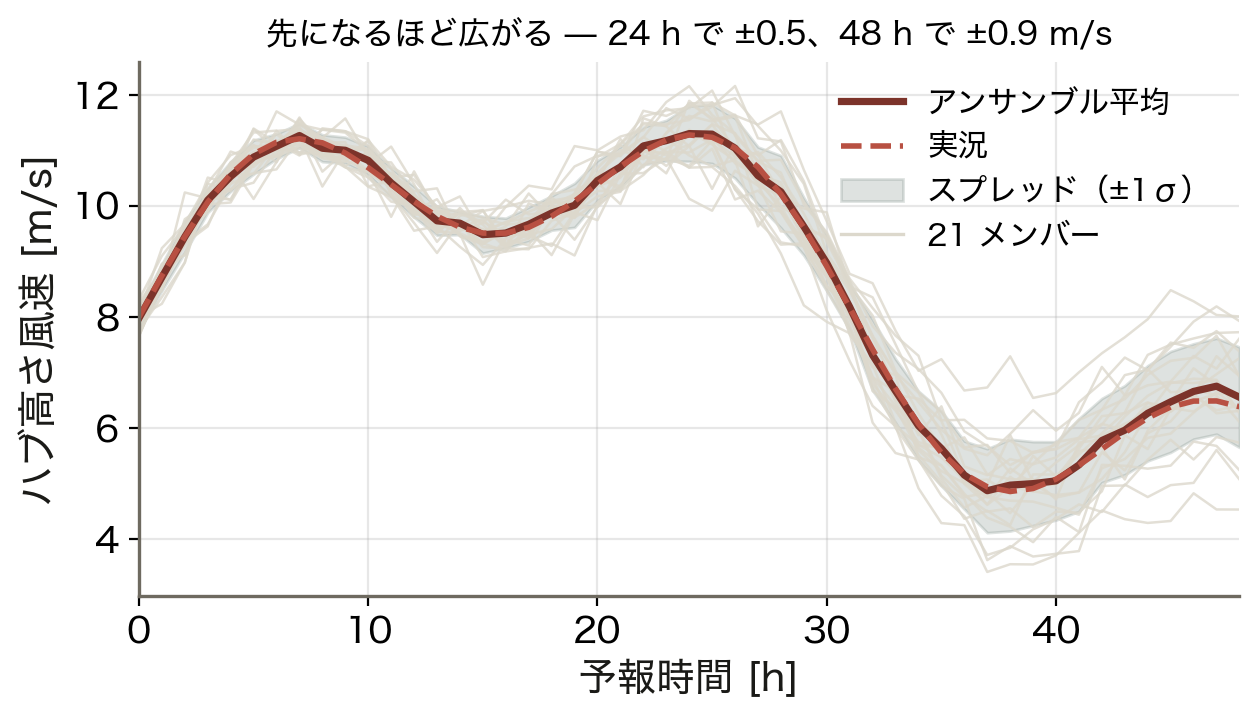 先になるほど広がる — 24 h で ±0.5、48 h で ±0.9 m/s
ハブ高さ風速 [m/s]
12
10
8
6
4
アンサンブル平均
実況
スプレッド（±1σ）
21 メンバー
0 10 20 30 40
予報時間 [h]